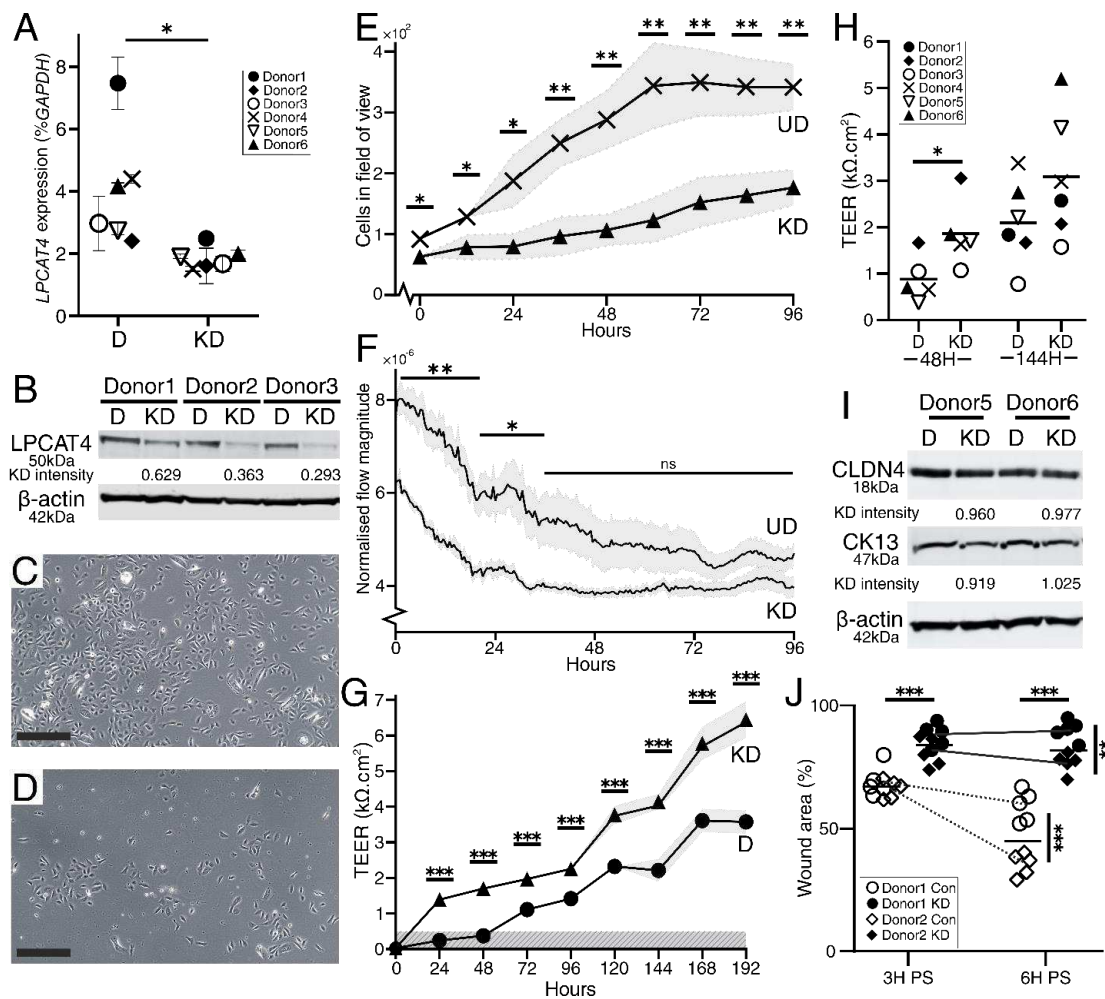 A
*
LPCAT4 expression (%GAPDH)
8
6
4
2
0
D KD
Donor1
Donor2
Donor3
Donor4
Donor5
Donor6
B
Donor1 Donor2 Donor3
D KD D KD D KD
LPCAT4
50kDa
KD intensity 0.629 0.363 0.293
β-actin
42kDa
C
D
E
×10²
Cells in field of view
4
3
2
1
0
* * * ** ** ** ** ** **
UD
KD
0 24 48 72 96
Hours
F
×10⁻⁶
Normalised flow magnitude
8
6
4
**
*
ns
UD
KD
0 24 48 72 96
Hours
G
TEER (kΩ.cm²)
7
6
5
4
3
2
1
0
*** *** *** *** *** *** *** ***
KD
D
0 24 48 72 96 120 144 168 192
Hours
H
Donor1
Donor2
Donor3
Donor4
Donor5
Donor6
TEER (kΩ.cm²)
6
5
4
3
2
1
0
*
D KD D KD
48H 144H
I
Donor5 Donor6
D KD D KD
CLDN4
18kDa
KD intensity 0.960 0.977
CK13
47kDa
KD intensity 0.919 1.025
β-actin
42kDa
J
*** ***
**
***
Wound area (%)
100
50
0
Donor1 Con
Donor1 KD
Donor2 Con
Donor2 KD
3H PS 6H PS